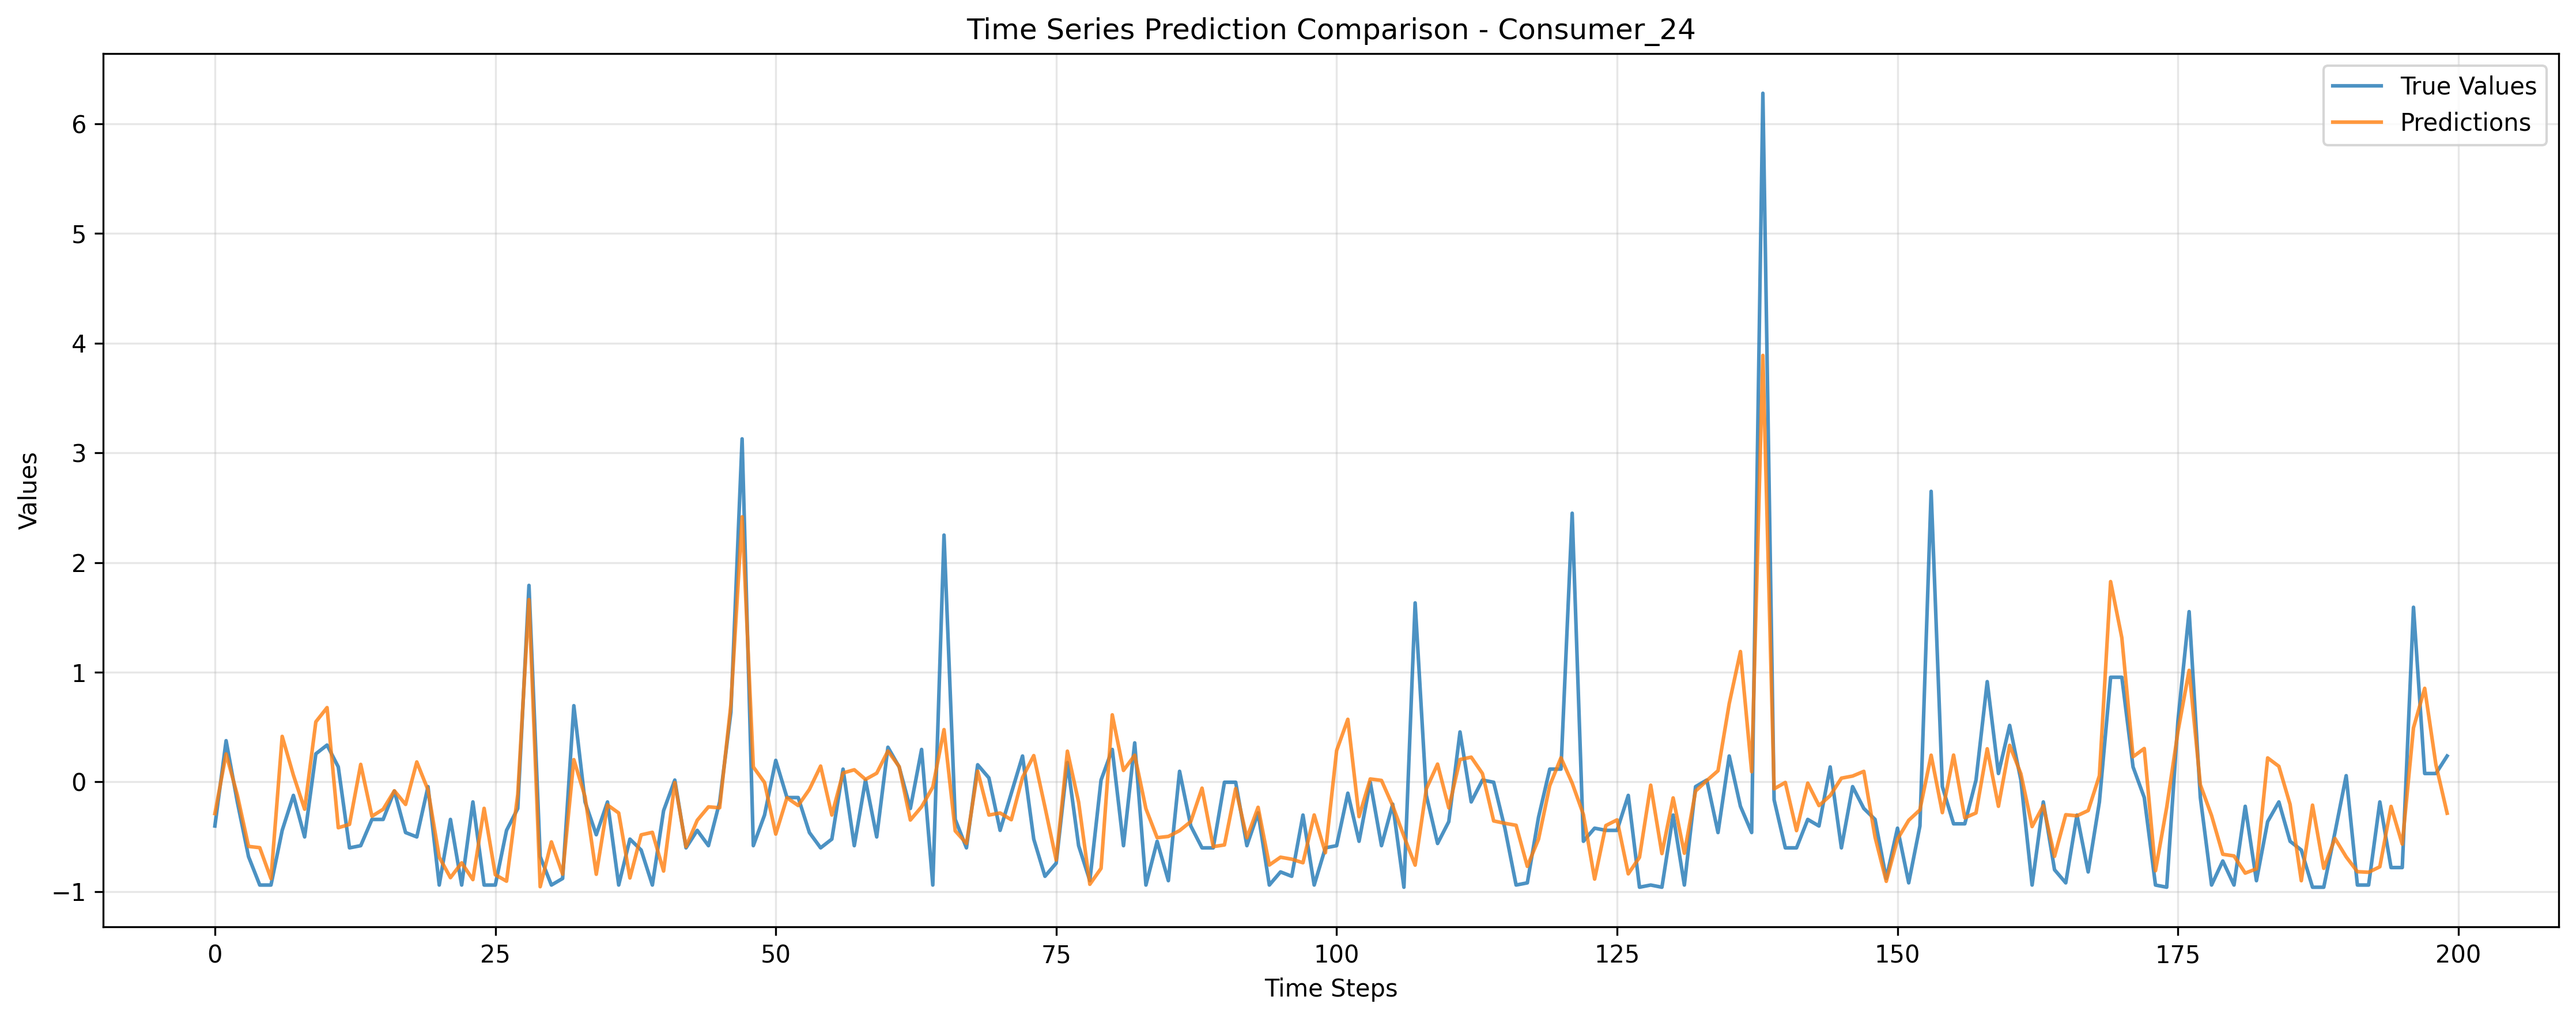 Time Series Prediction Comparison - Consumer_24
True Values
Predictions
Values
6
5
4
3
2
1
0
−1
0 25 50 75 100 125 150 175 200
Time Steps